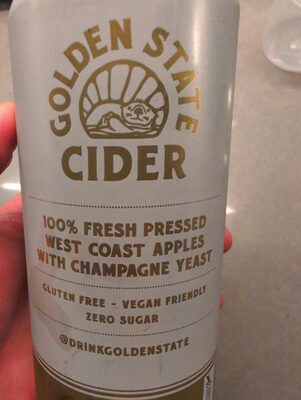 GOLDEN STATE
CIDER
100% FRESH PRESSED
WEST COAST APPLES
WITH CHAMPAGNE YEAST
GLUTEN FREE - VEGAN FRIENDLY
ZERO SUGAR
@DRINKGOLDENSTATE